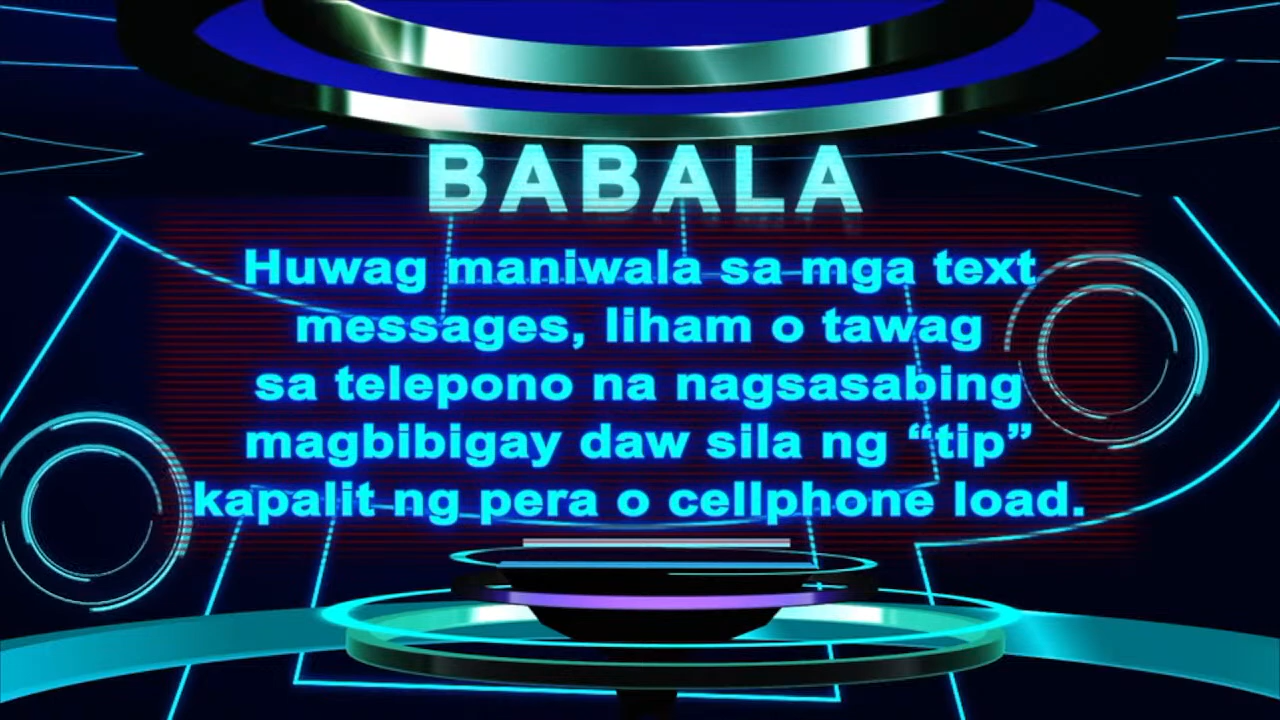 BABALA
Huwag maniwala sa mga text
messages, liham o tawag
sa telepono na nagsasabing
magbibigay daw sila ng “tip”
kapalit ng pera o cellphone load.